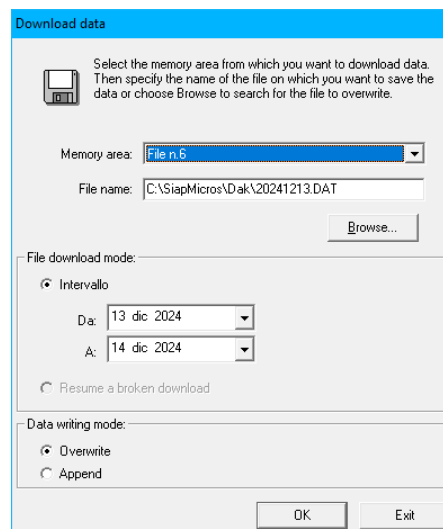 Download data
Select the memory area from which you want to download data.
Then specify the name of the file on which you want to save the
data or choose Browse to search for the file to overwrite.
Memory area: File n.6
File name: C:\SiapMicros\Dak\20241213.DAT
Browse...
File download mode:
Intervallo
Da: 13 dic 2024
A: 14 dic 2024
Resume a broken download
Data writing mode:
Overwrite
Append
OK Exit